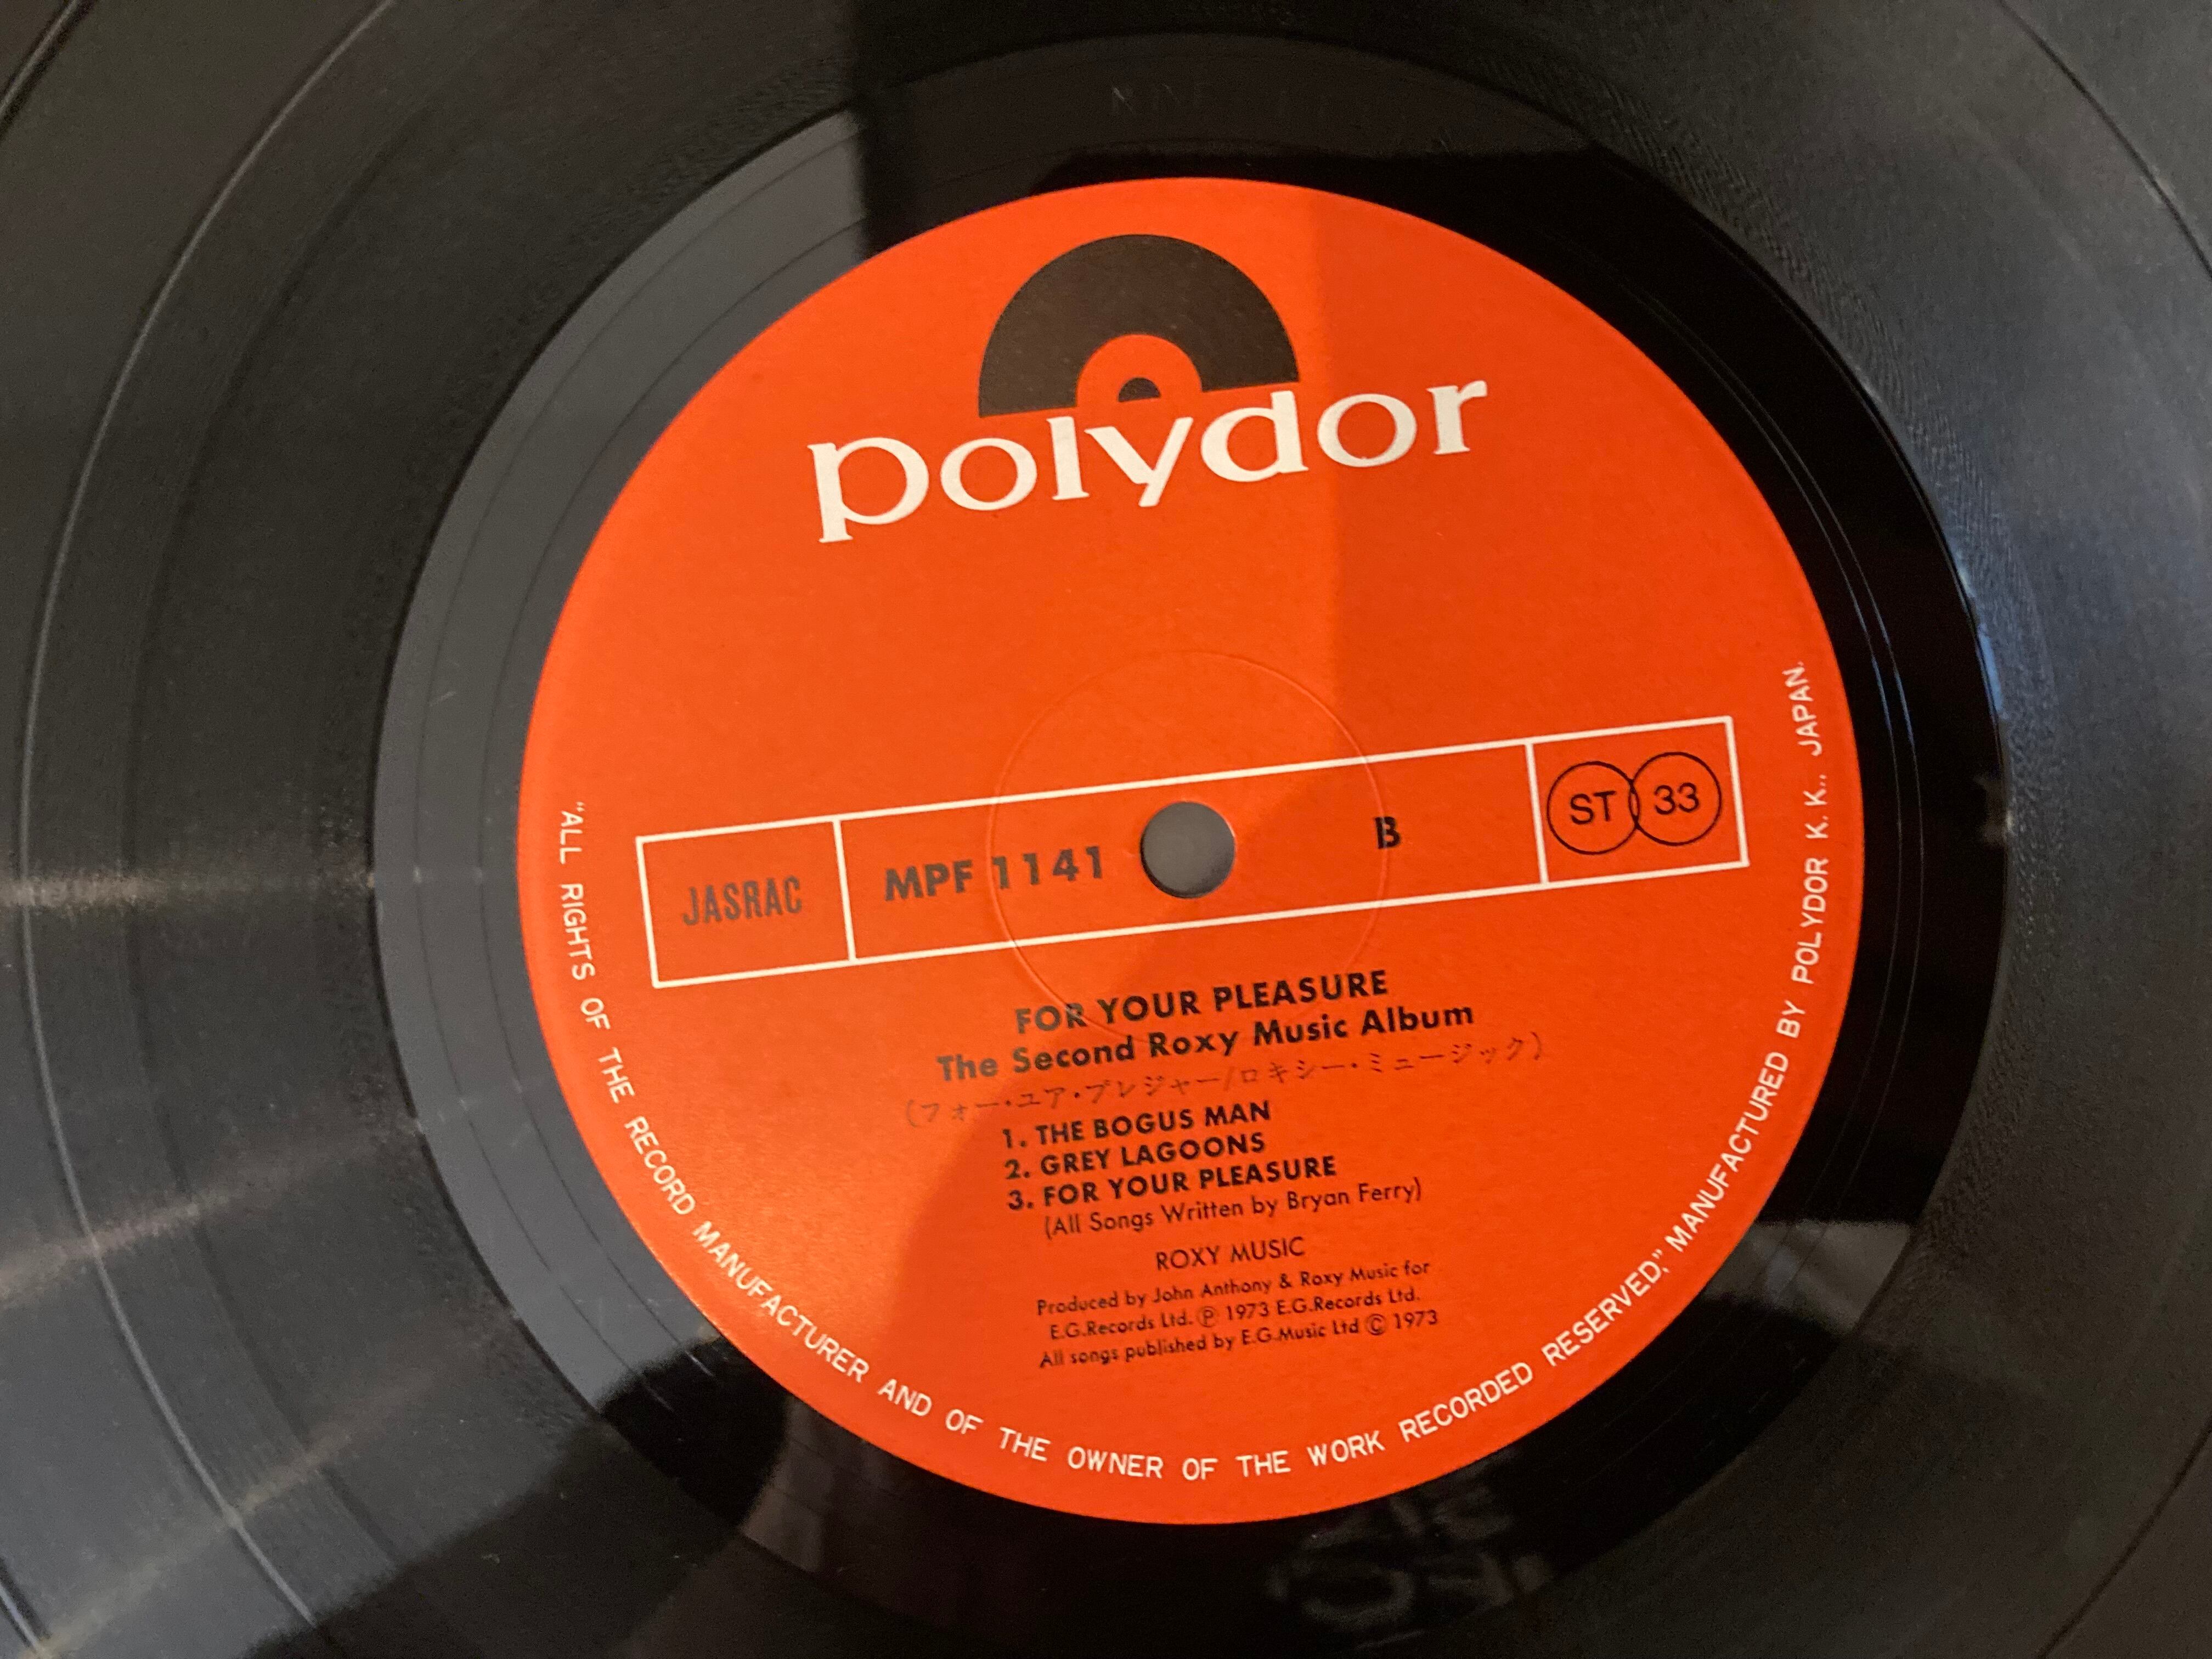 polydor
JASRAC
MPF 1141
B
ST 33
FOR YOUR PLEASURE
The Second Roxy Music Album
(フォー・ユア・プレジャー/ロキシー・ミュージック)
1. THE BOGUS MAN
2. GREY LAGOONS
3. FOR YOUR PLEASURE
(All Songs Written by Bryan Ferry)
ROXY MUSIC
Produced by John Anthony & Roxy Music for
E.G.Records Ltd. Ⓟ 1973 E.G.Records Ltd.
All songs published by E.G.Music Ltd © 1973
"ALL RIGHTS OF THE RECORD MANUFACTURER AND OF THE OWNER OF THE WORK RECORDED RESERVED," MANUFACTURED BY POLYDOR K.K., JAPAN.